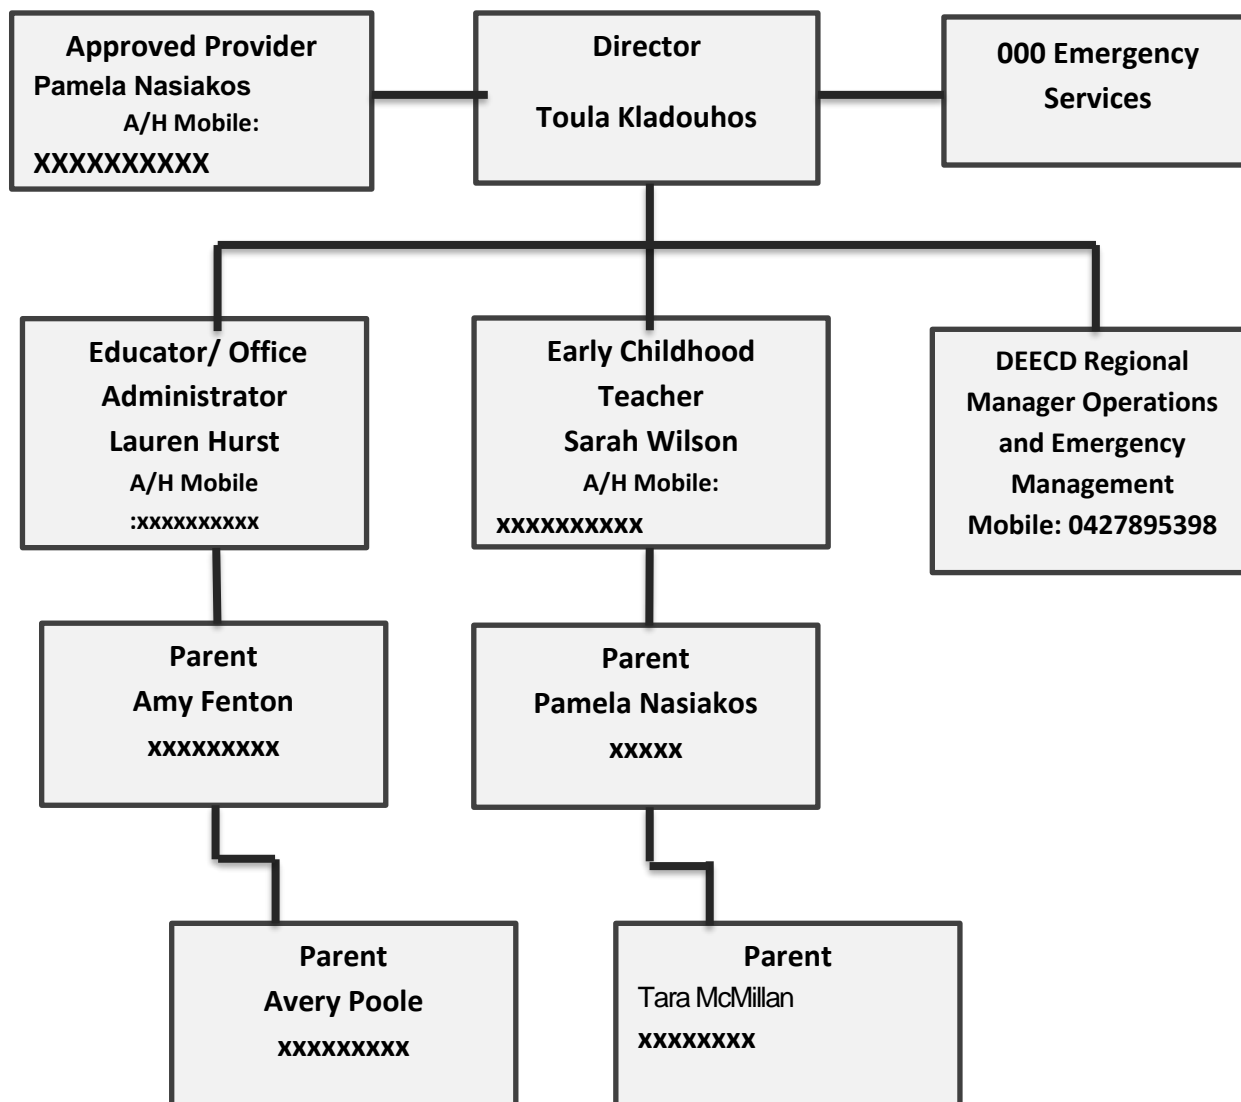 Approved Provider
Pamela Nasiakos
A/H Mobile:
XXXXXXXXXX
Director
Toula Kladouhos
000 Emergency
Services
Educator/ Office
Administrator
Lauren Hurst
A/H Mobile
:xxxxxxxxxx
Early Childhood
Teacher
Sarah Wilson
A/H Mobile:
xxxxxxxxxx
DEECD Regional
Manager Operations
and Emergency
Management
Mobile: 0427895398
Parent
Amy Fenton
xxxxxxxxx
Parent
Pamela Nasiakos
xxxxx
Parent
Avery Poole
xxxxxxxxx
Parent
Tara McMillan
xxxxxxxx